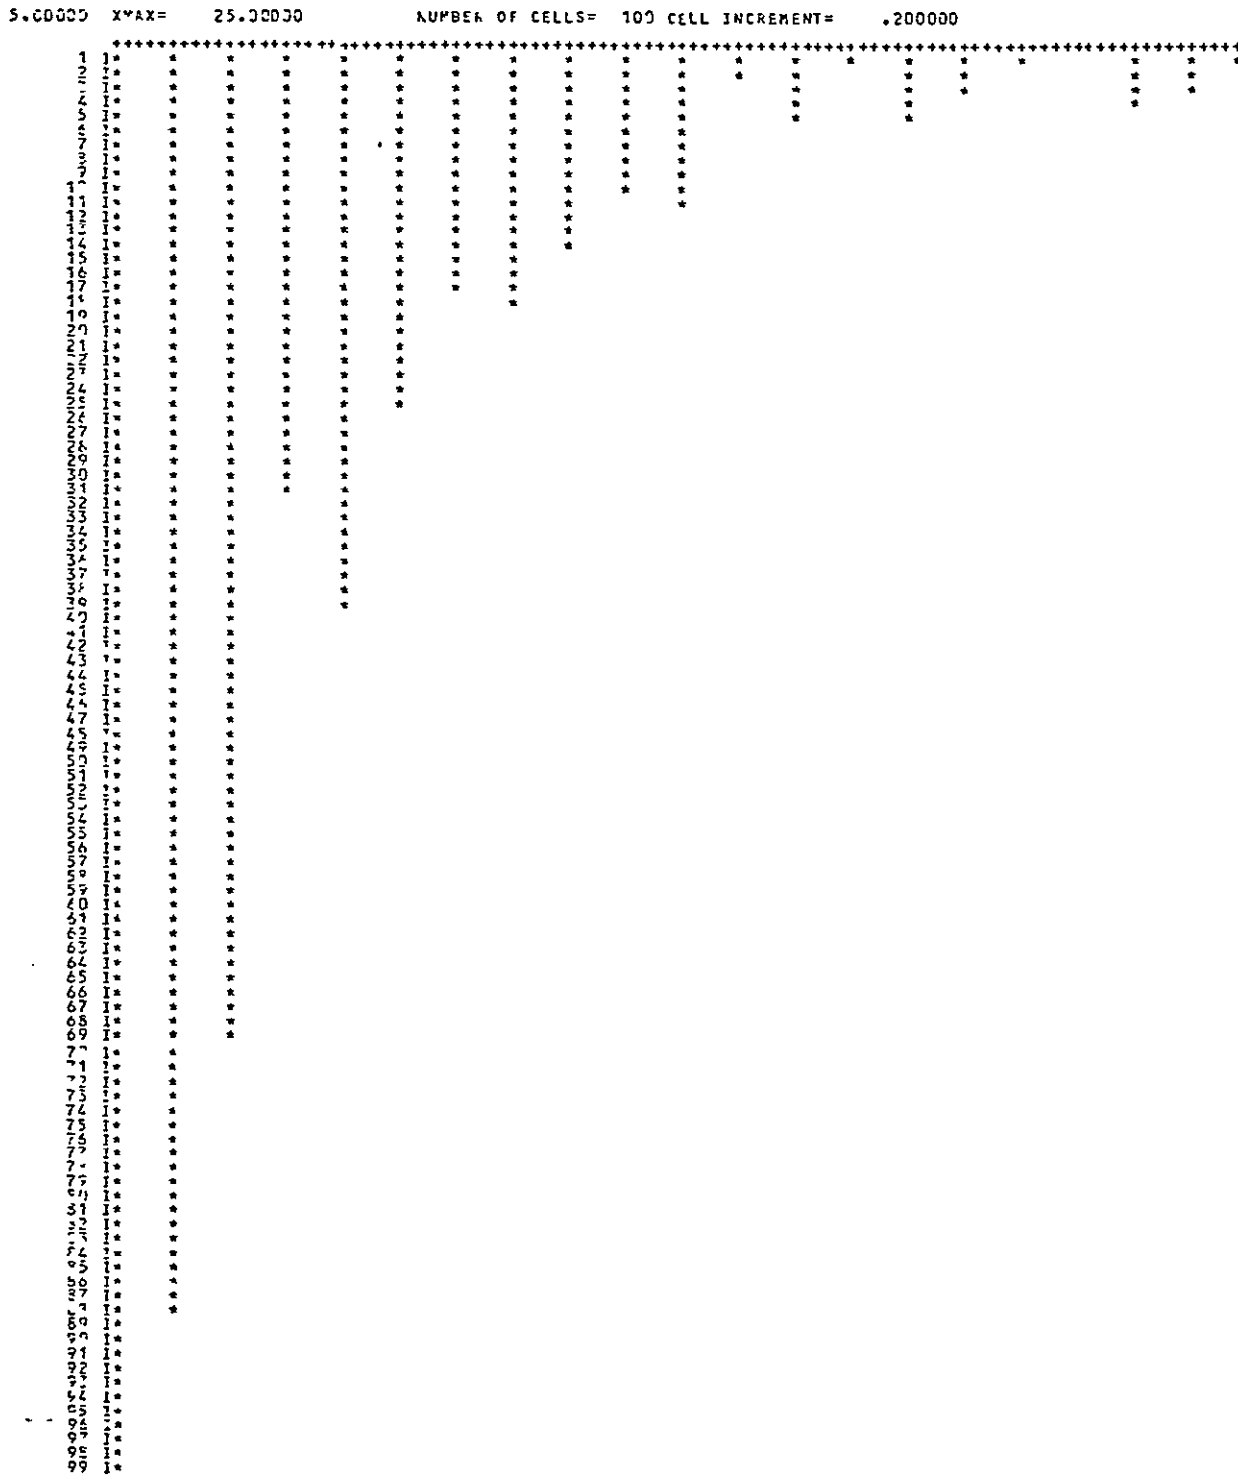 5.00000 XMAX= 25.00000 NUMBER OF CELLS= 100 CELL INCREMENT= .200000
1 I
2 I
3 I
4 I
5 I
6 I
7 I
8 I
9 I
10 I
11 I
12 I
13 I
14 I
15 I
16 I
17 I
18 I
19 I
20 I
21 I
22 I
23 I
24 I
25 I
26 I
27 I
28 I
29 I
30 I
31 I
32 I
33 I
34 I
35 I
36 I
37 I
38 I
39 I
40 I
41 I
42 I
43 I
44 I
45 I
46 I
47 I
48 I
49 I
50 I
51 I
52 I
53 I
54 I
55 I
56 I
57 I
58 I
59 I
60 I
61 I
62 I
63 I
64 I
65 I
66 I
67 I
68 I
69 I
70 I
71 I
72 I
73 I
74 I
75 I
76 I
77 I
78 I
79 I
80 I
81 I
82 I
83 I
84 I
85 I
86 I
87 I
88 I
89 I
90 I
91 I
92 I
93 I
94 I
95 I
96 I
97 I
98 I
99 I